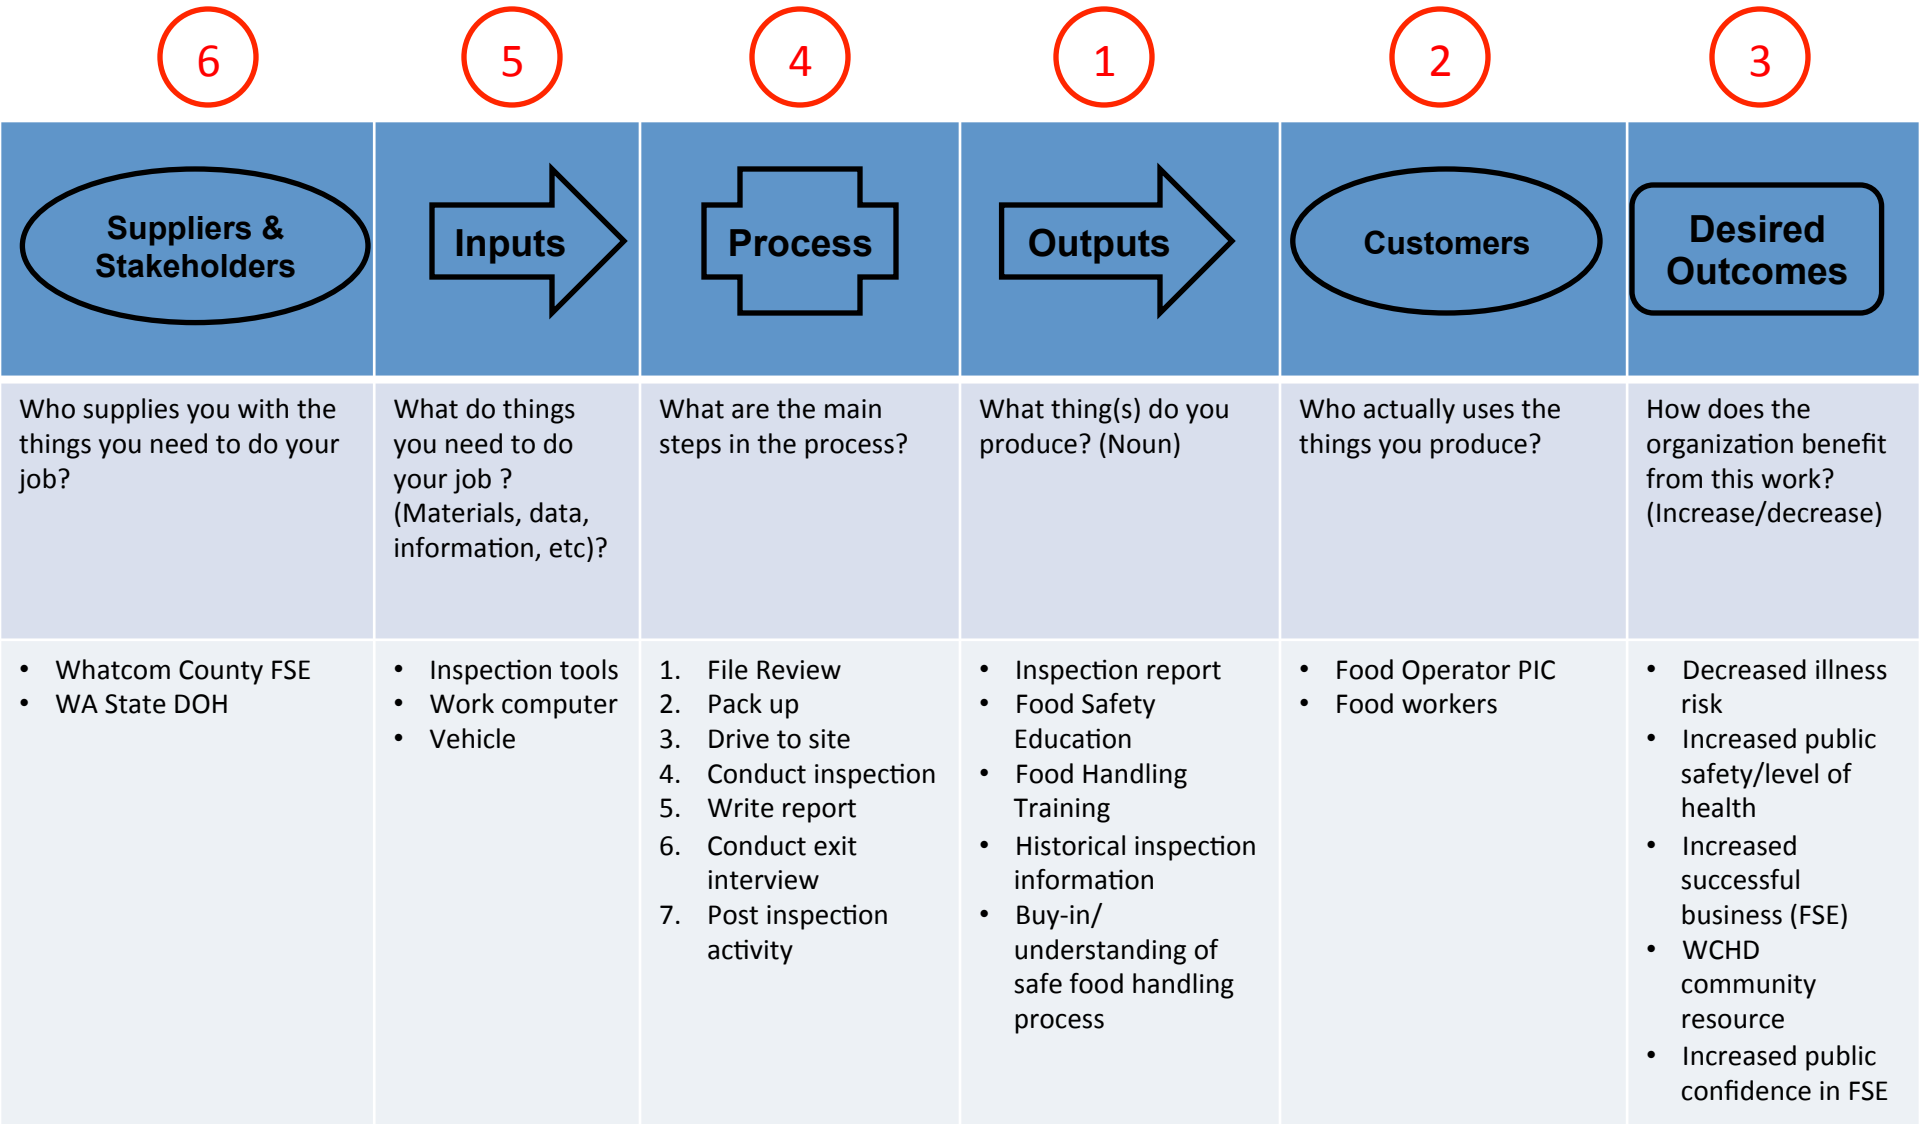 6
5
4
1
2
3
Suppliers &
Stakeholders
Inputs
Process
Outputs
Customers
Desired
Outcomes
Who supplies you with the
things you need to do your
job?
What do things
you need to do
your job ?
(Materials, data,
information, etc)?
What are the main
steps in the process?
What thing(s) do you
produce? (Noun)
Who actually uses the
things you produce?
How does the
organization benefit
from this work?
(Increase/decrease)
• Whatcom County FSE
• WA State DOH
• Inspection tools
• Work computer
• Vehicle
1. File Review
2. Pack up
3. Drive to site
4. Conduct inspection
5. Write report
6. Conduct exit
interview
7. Post inspection
activity
• Inspection report
• Food Safety
Education
• Food Handling
Training
• Historical inspection
information
• Buy-in/
understanding of
safe food handling
process
• Food Operator PIC
• Food workers
• Decreased illness
risk
• Increased public
safety/level of
health
• Increased
successful
business (FSE)
• WCHD
community
resource
• Increased public
confidence in FSE